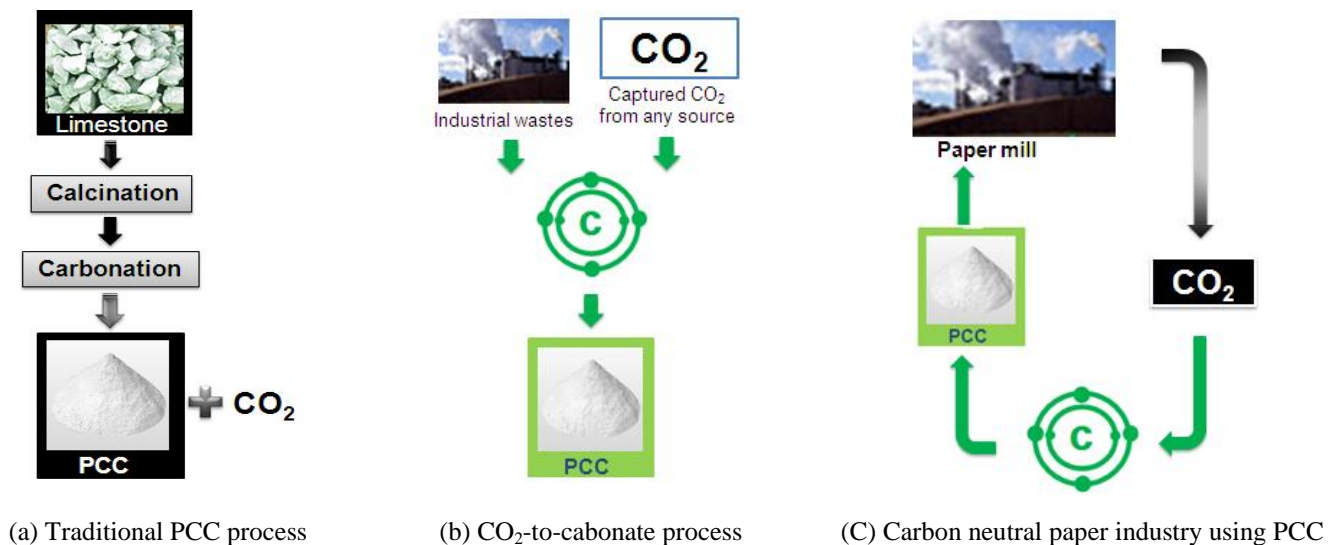 Limestone
Calcination
Carbonation
PCC
CO₂
(a) Traditional PCC process
Industrial wastes
CO₂
Captured CO₂
from any source
C
PCC
(b) CO₂-to-cabonate process
Paper mill
PCC
CO₂
C
(C) Carbon neutral paper industry using PCC